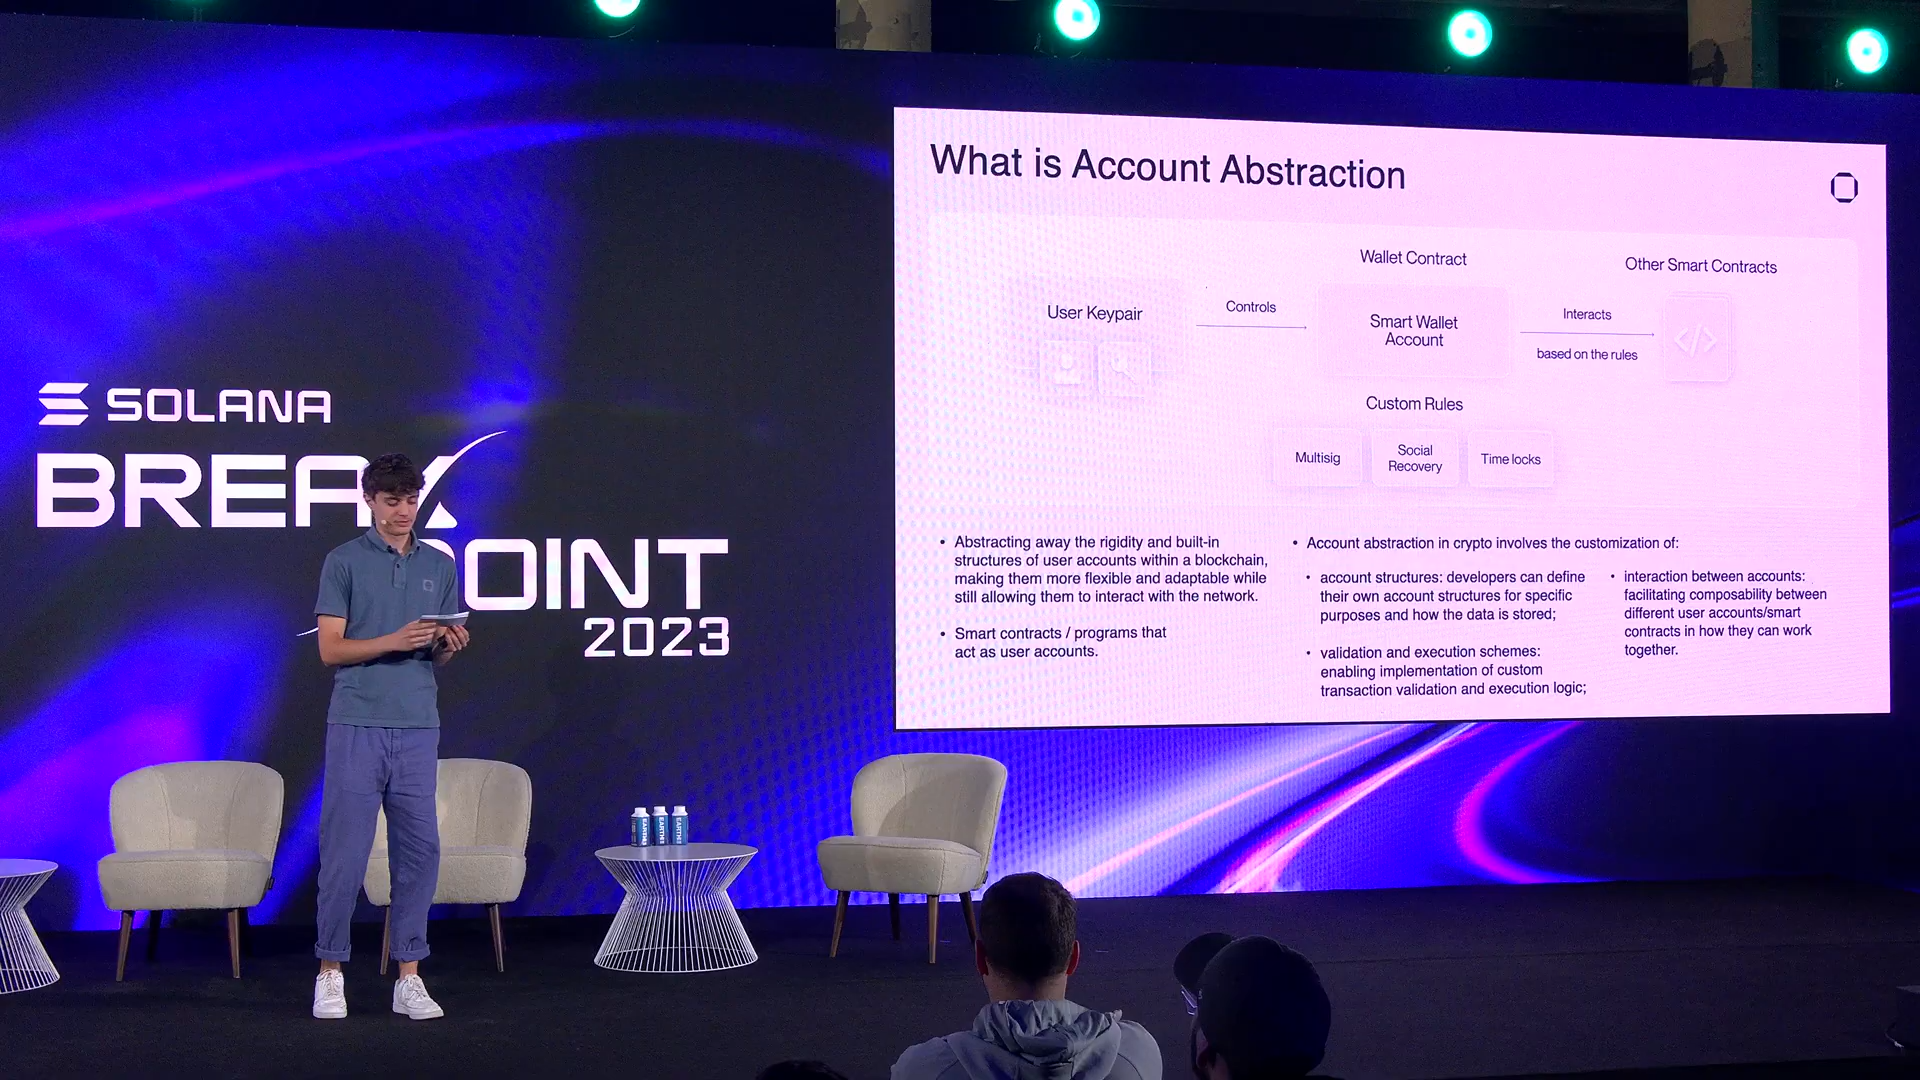 SOLANA
BREAK
POINT
2023
What is Account Abstraction
Wallet Contract
Other Smart Contracts
User Keypair
Controls
Smart Wallet
Account
Interacts
based on the rules
</>
Custom Rules
Multisig
Social
Recovery
Time locks
• Abstracting away the rigidity and built-in
structures of user accounts within a blockchain,
making them more flexible and adaptable while
still allowing them to interact with the network.
• Smart contracts / programs that
act as user accounts.
• Account abstraction in crypto involves the customization of:
• account structures: developers can define
their own account structures for specific
purposes and how the data is stored;
• validation and execution schemes:
enabling implementation of custom
transaction validation and execution logic;
• interaction between accounts:
facilitating composability between
different user accounts/smart
contracts in how they can work
together.